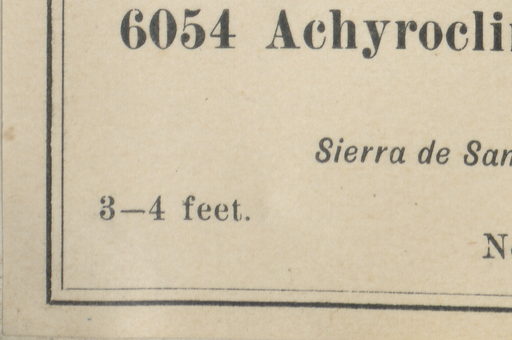 6054 Achyrocli
Sierra de San
3—4 feet.
N